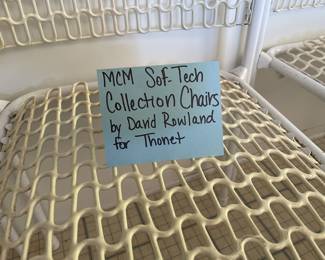 MCM Sof-Tech
Collection Chairs
by David Rowland
for Thonet